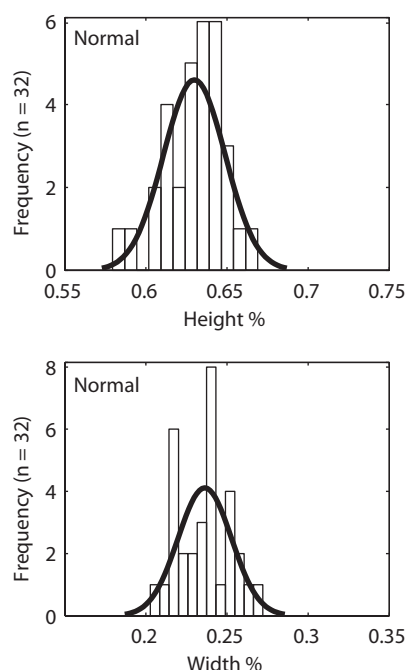 6
Normal
4
2
0
Frequency (n = 32)
0.55 0.6 0.65 0.7 0.75
Height %
8
Normal
6
4
2
0
Frequency (n = 32)
0.2 0.25 0.3 0.35
Width %